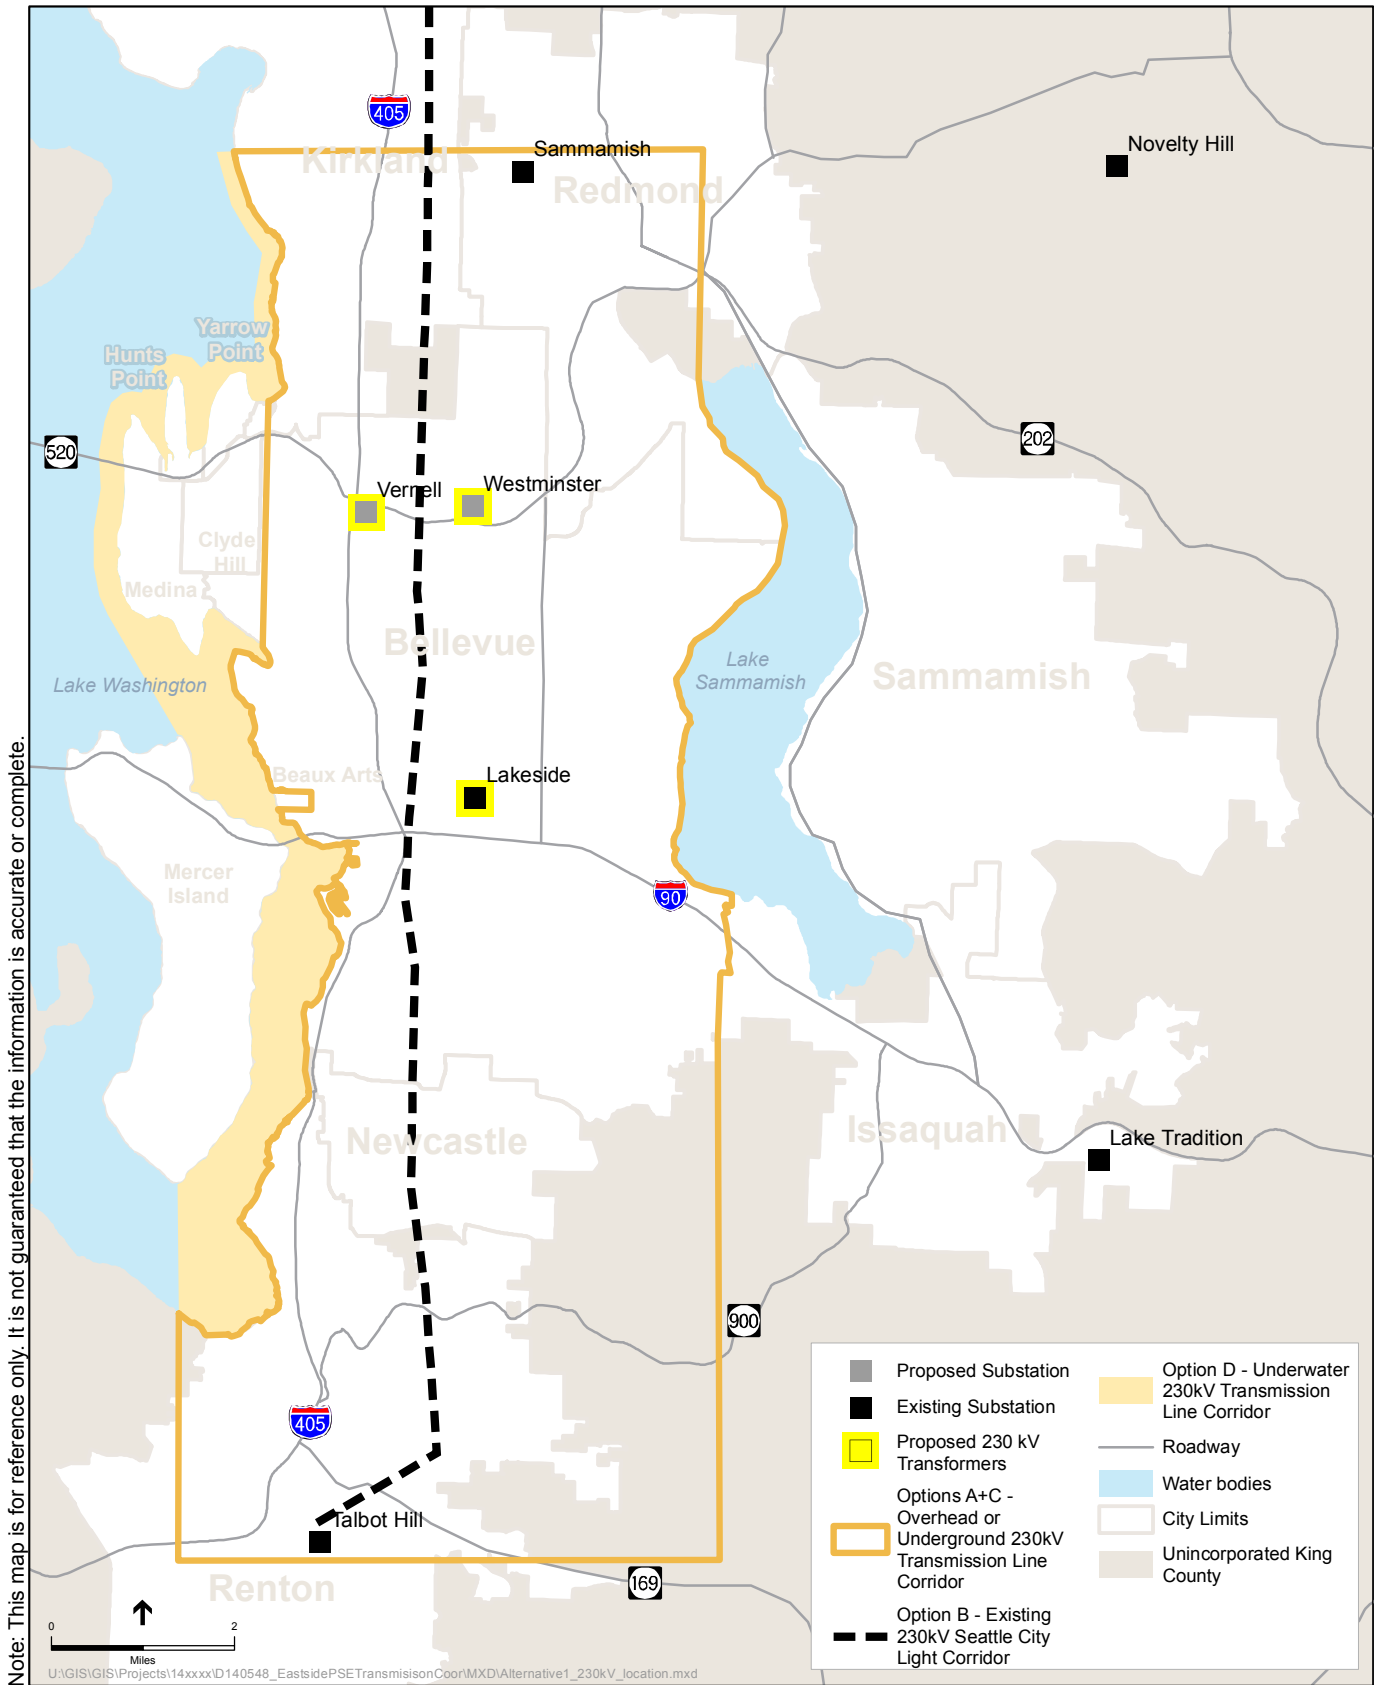 405
Kirkland
Sammamish
Redmond
Novelty Hill
Yarrow
Point
Hunts
Point
520
202
Vernell
Westminster
Clyde
Hill
Medina
Bellevue
Lake
Sammamish
Sammamish
Lake Washington
Beaux Arts
Lakeside
Mercer
Island
90
Newcastle
Issaquah
Lake Tradition
900
405
Talbot Hill
Renton
169
Proposed Substation
Existing Substation
Proposed 230 kV
Transformers
Options A+C -
Overhead or
Underground 230kV
Transmission Line
Corridor
Option B - Existing
230kV Seattle City
Light Corridor
Option D - Underwater
230kV Transmission
Line Corridor
Roadway
Water bodies
City Limits
Unincorporated King
County
0 2
Miles
U:\GIS\GIS\Projects\14xxxx\D140548_EastsidePSETransmisisonCoor\MXD\Alternative1_230kV_location.mxd
Note: This map is for reference only. It is not guaranteed that the information is accurate or complete.